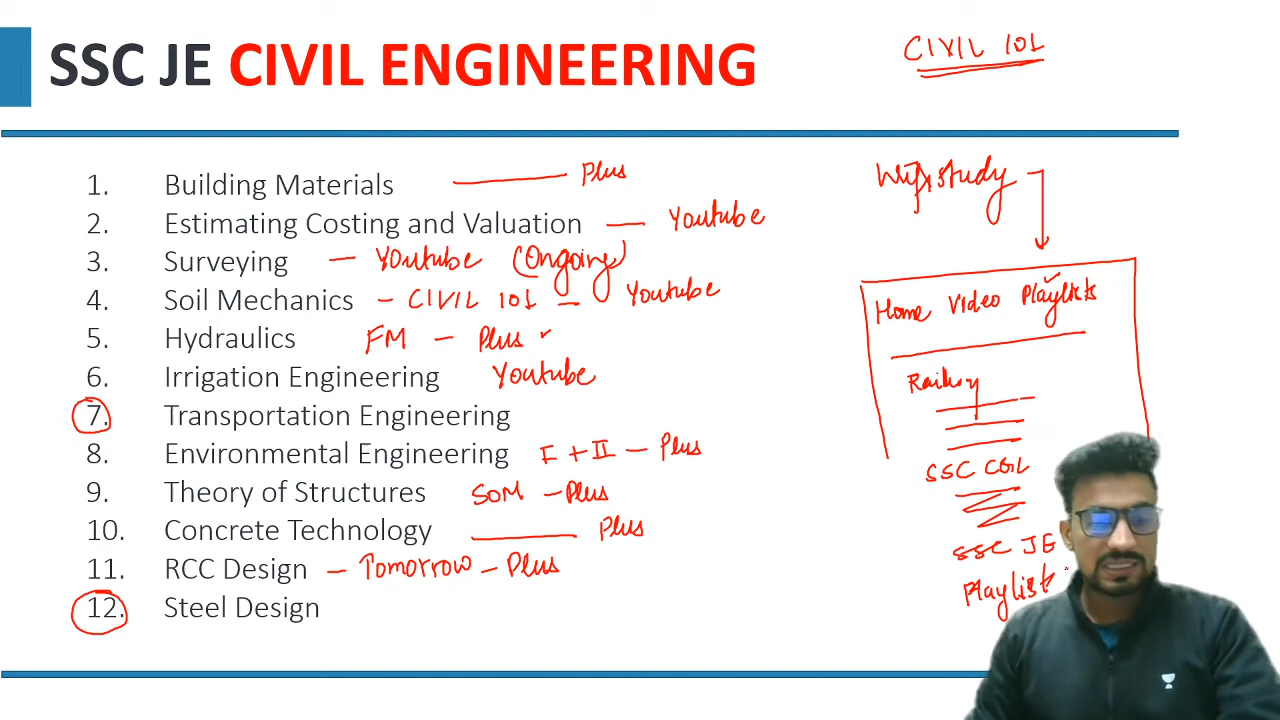 SSC JE CIVIL ENGINEERING
CIVIL 101
1. Building Materials — Plus
2. Estimating Costing and Valuation — Youtube
3. Surveying — Youtube (Ongoing)
4. Soil Mechanics - CIVIL 101 — Youtube
5. Hydraulics FM — Plus
6. Irrigation Engineering Youtube
7. Transportation Engineering
8. Environmental Engineering I + II — Plus
9. Theory of Structures SOM — Plus
10. Concrete Technology — Plus
11. RCC Design — Tomorrow — Plus
12. Steel Design
Wifistudy
Home Video Playlists
Railway
SSC CGL
SSC JE
Playlist